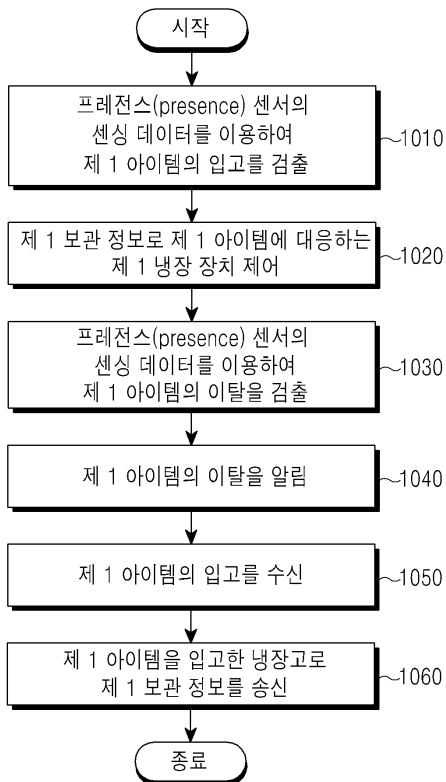 시작
프레전스(presence) 센서의
센싱 데이터를 이용하여
제 1 아이템의 입고를 검출
1010
제 1 보관 정보로 제 1 아이템에 대응하는
제 1 냉장 장치 제어
1020
프레전스(presence) 센서의
센싱 데이터를 이용하여
제 1 아이템의 이탈을 검출
1030
제 1 아이템의 이탈을 알림
1040
제 1 아이템의 입고를 수신
1050
제 1 아이템을 입고한 냉장고로
제 1 보관 정보를 송신
1060
종료